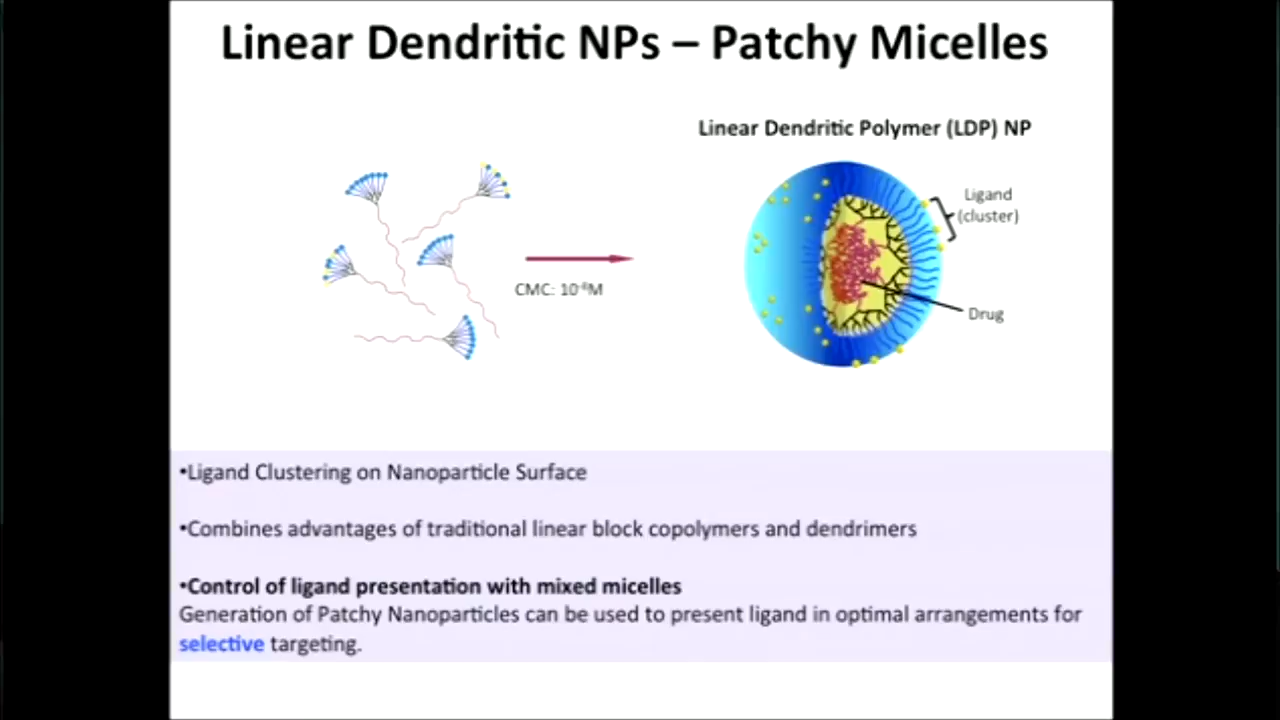 Linear Dendritic NPs – Patchy Micelles
Linear Dendritic Polymer (LDP) NP
Ligand
(cluster)
CMC: 10⁻⁶M
Drug
•Ligand Clustering on Nanoparticle Surface
•Combines advantages of traditional linear block copolymers and dendrimers
•Control of ligand presentation with mixed micelles
Generation of Patchy Nanoparticles can be used to present ligand in optimal arrangements for
selective targeting.